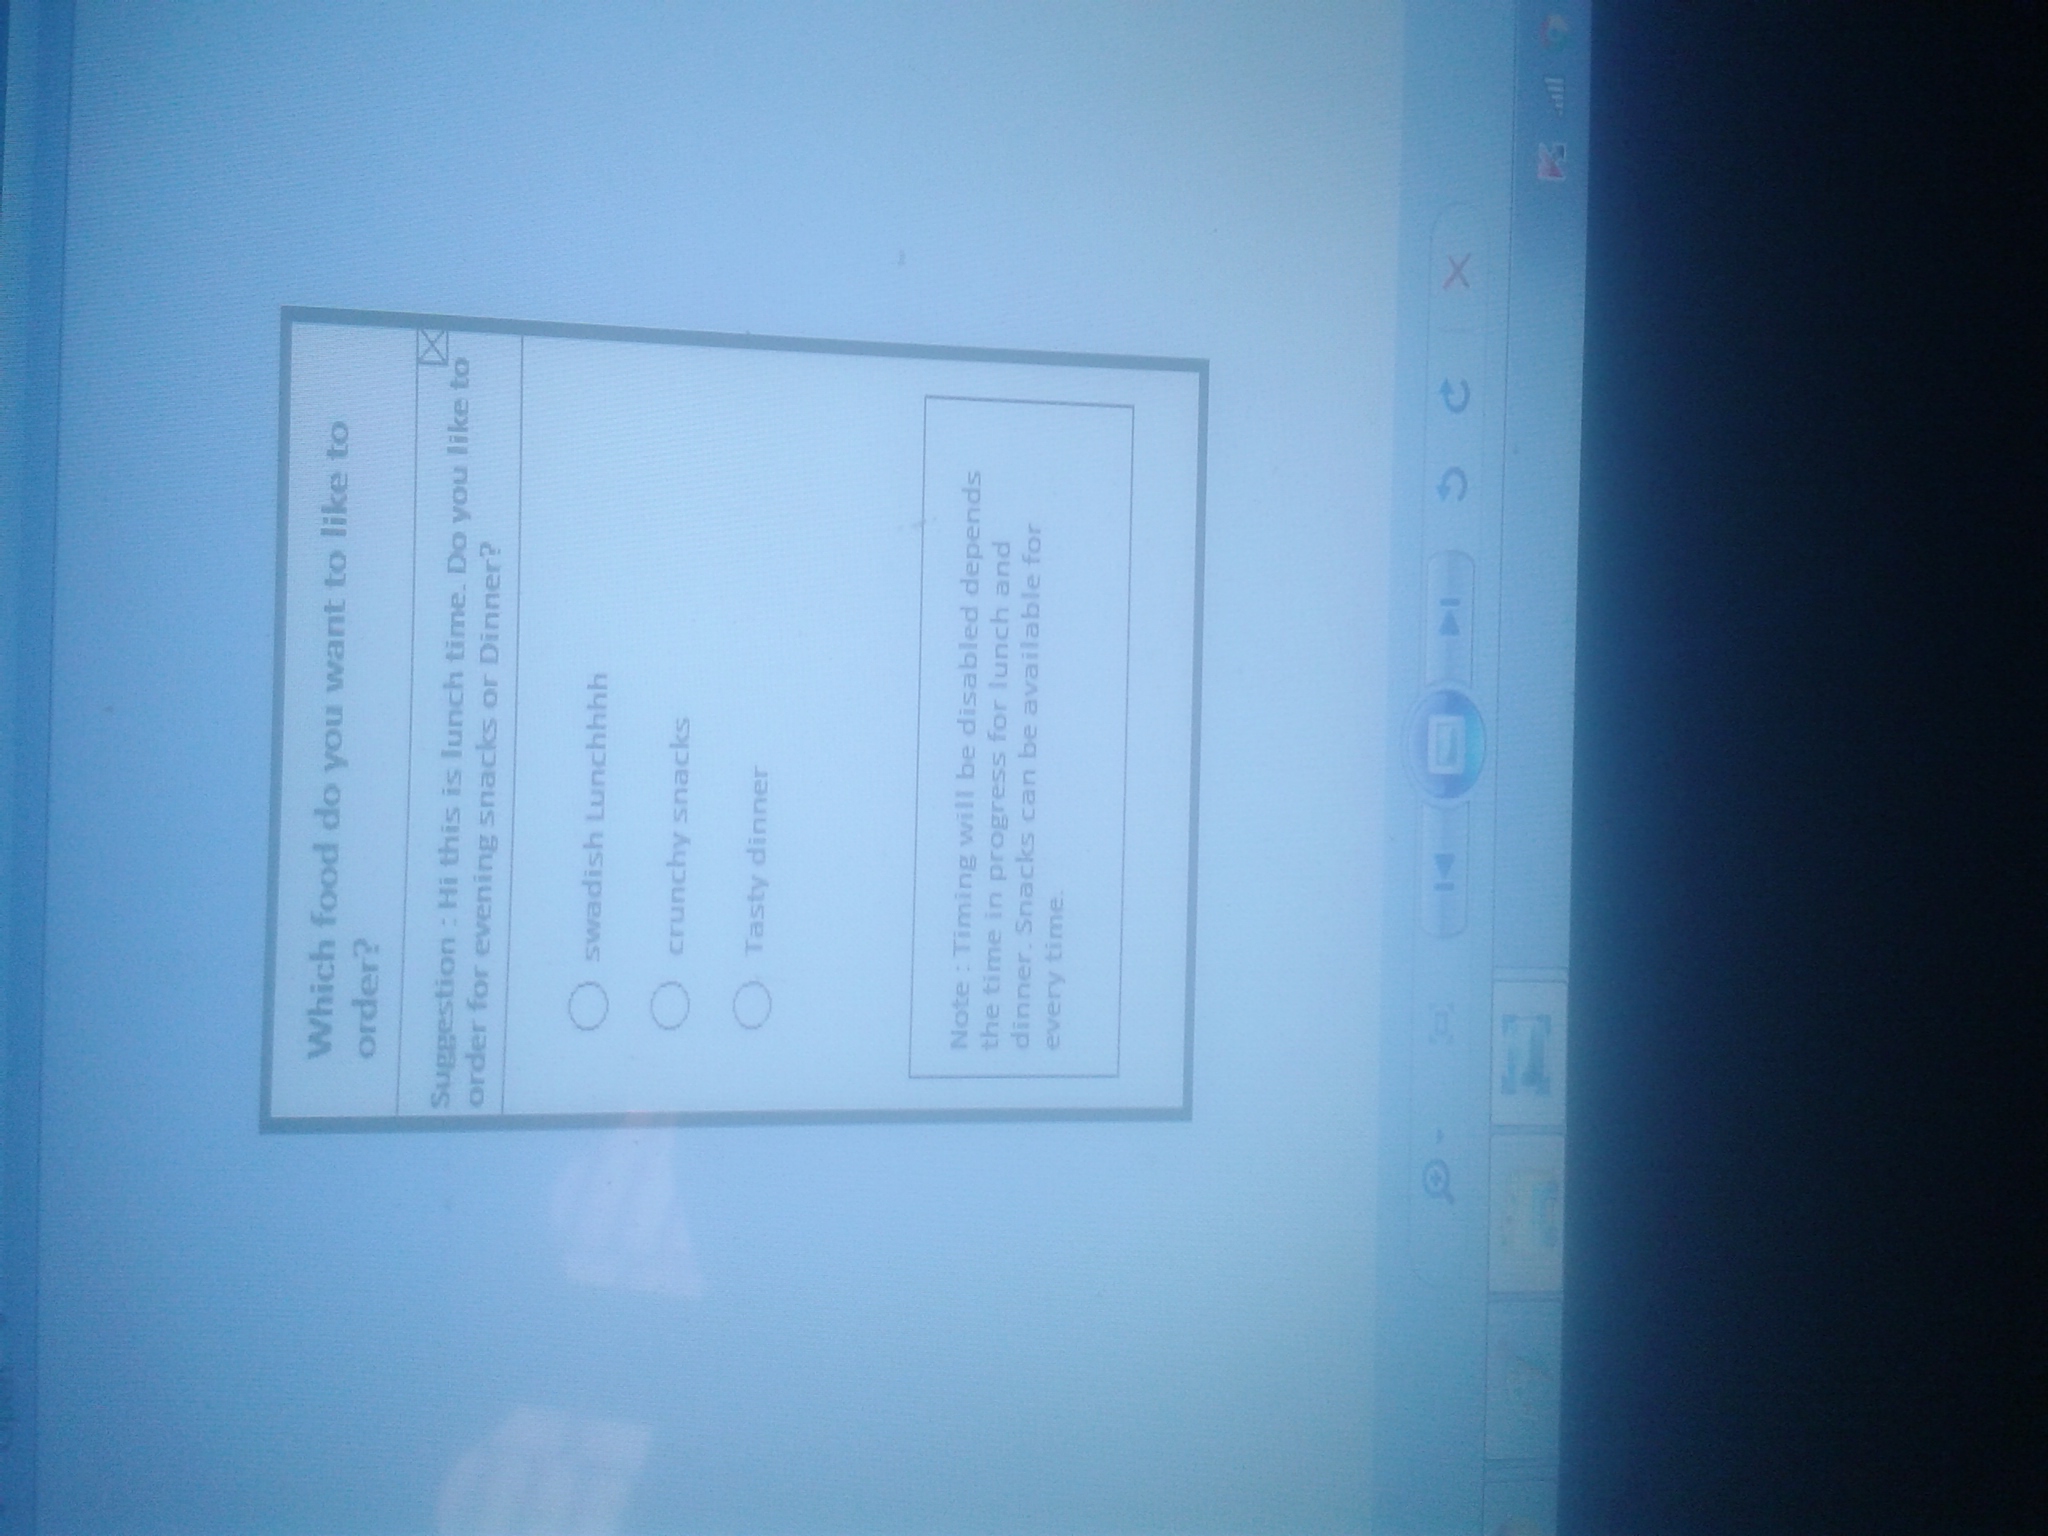 Which food do you want to like to
order?
Suggestion : Hi this is lunch time. Do you like to
order for evening snacks or Dinner?
swadish Lunchhhh
crunchy snacks
Tasty dinner
Note : Timing will be disabled depends
the time in progress for lunch and
dinner. Snacks can be available for
every time.